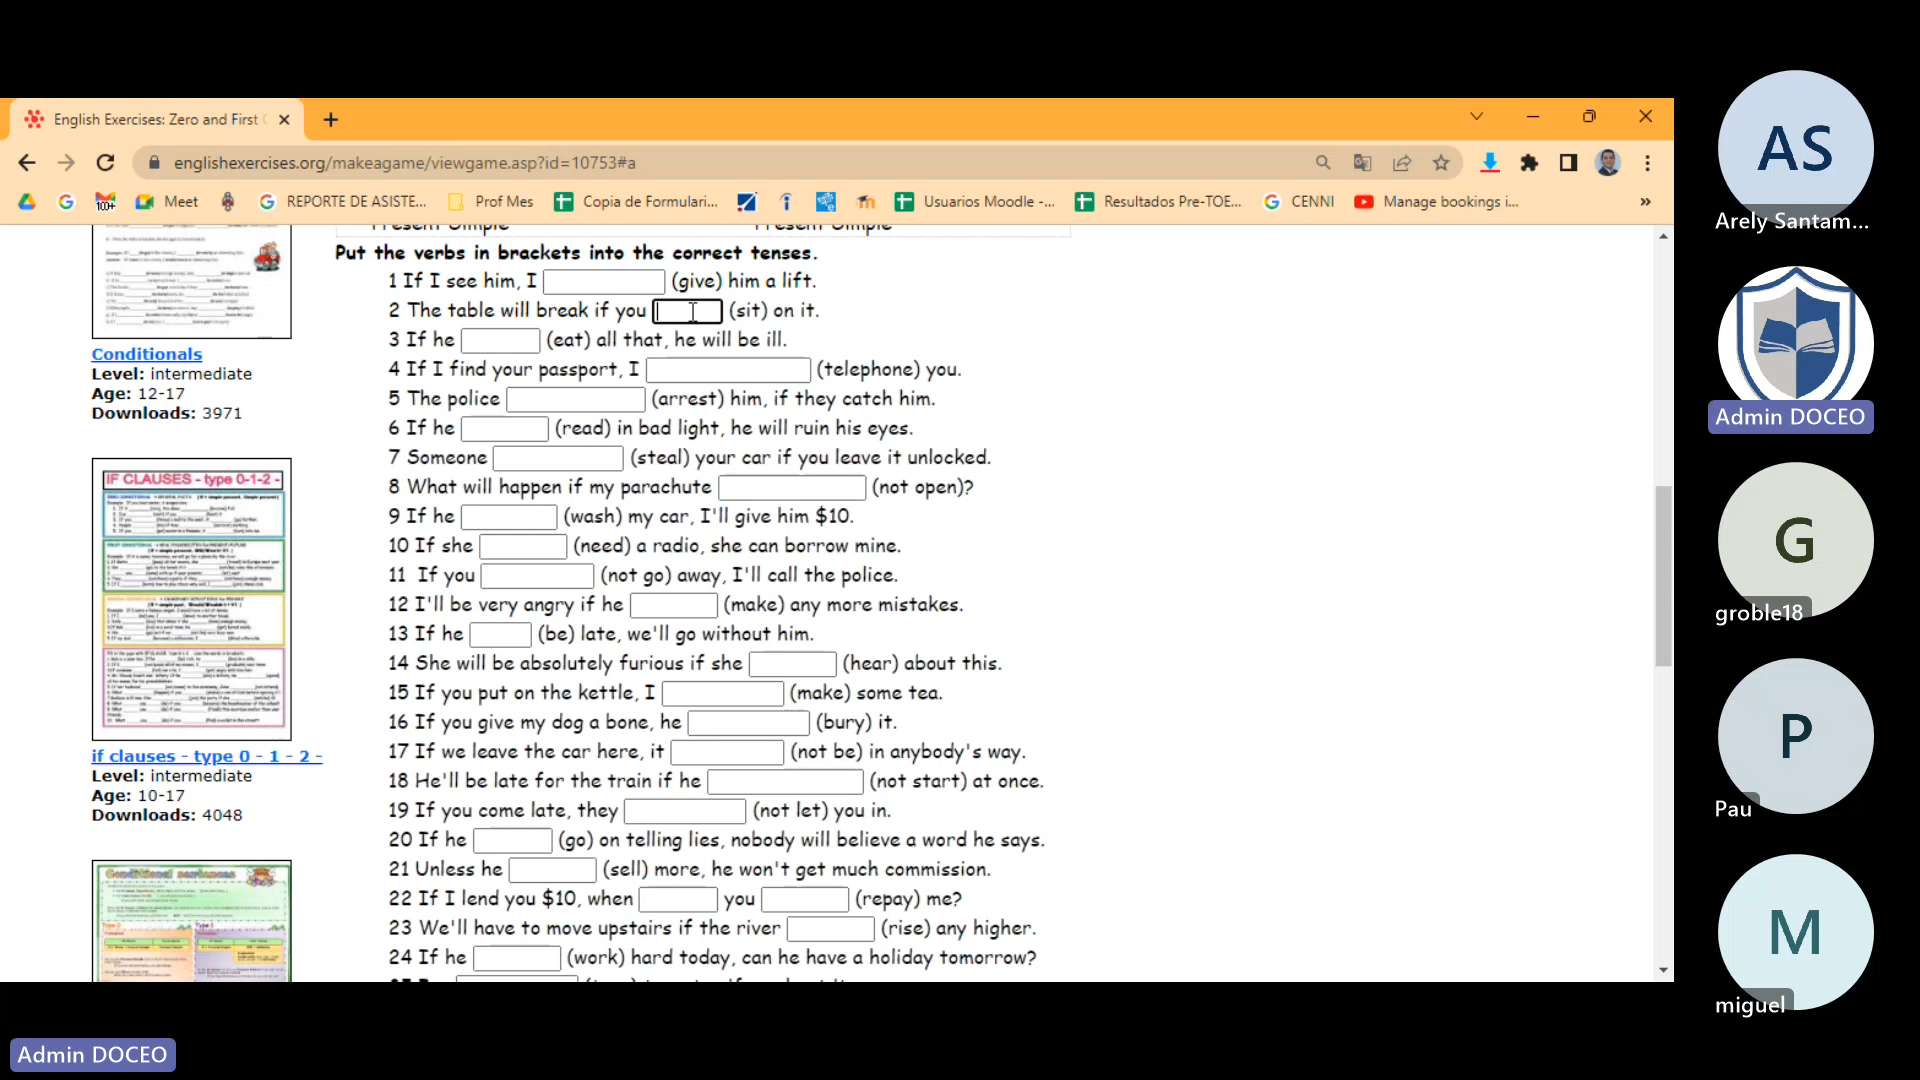 English Exercises: Zero and First C
englishexercises.org/makeagame/viewgame.asp?id=10753#a
100+
Meet
REPORTE DE ASISTE...
Prof Mes
Copia de Formulari...
Usuarios Moodle -...
Resultados Pre-TOE...
CENNI
Manage bookings i...
»
Present Simple Present Simple
Put the verbs in brackets into the correct tenses.
1 If I see him, I (give) him a lift.
2 The table will break if you (sit) on it.
3 If he (eat) all that, he will be ill.
4 If I find your passport, I (telephone) you.
5 The police (arrest) him, if they catch him.
6 If he (read) in bad light, he will ruin his eyes.
7 Someone (steal) your car if you leave it unlocked.
8 What will happen if my parachute (not open)?
9 If he (wash) my car, I'll give him $10.
10 If she (need) a radio, she can borrow mine.
11 If you (not go) away, I'll call the police.
12 I'll be very angry if he (make) any more mistakes.
13 If he (be) late, we'll go without him.
14 She will be absolutely furious if she (hear) about this.
15 If you put on the kettle, I (make) some tea.
16 If you give my dog a bone, he (bury) it.
17 If we leave the car here, it (not be) in anybody's way.
18 He'll be late for the train if he (not start) at once.
19 If you come late, they (not let) you in.
20 If he (go) on telling lies, nobody will believe a word he says.
21 Unless he (sell) more, he won't get much commission.
22 If I lend you $10, when you (repay) me?
23 We'll have to move upstairs if the river (rise) any higher.
24 If he (work) hard today, can he have a holiday tomorrow?
Conditionals
Level: intermediate
Age: 12-17
Downloads: 3971
IF CLAUSES - type 0-1-2 -
if clauses - type 0 - 1 - 2 -
Level: intermediate
Age: 10-17
Downloads: 4048
Conditional sentences
AS
Arely Santam...
Admin DOCEO
G
groble18
P
Pau
M
miguel
Admin DOCEO